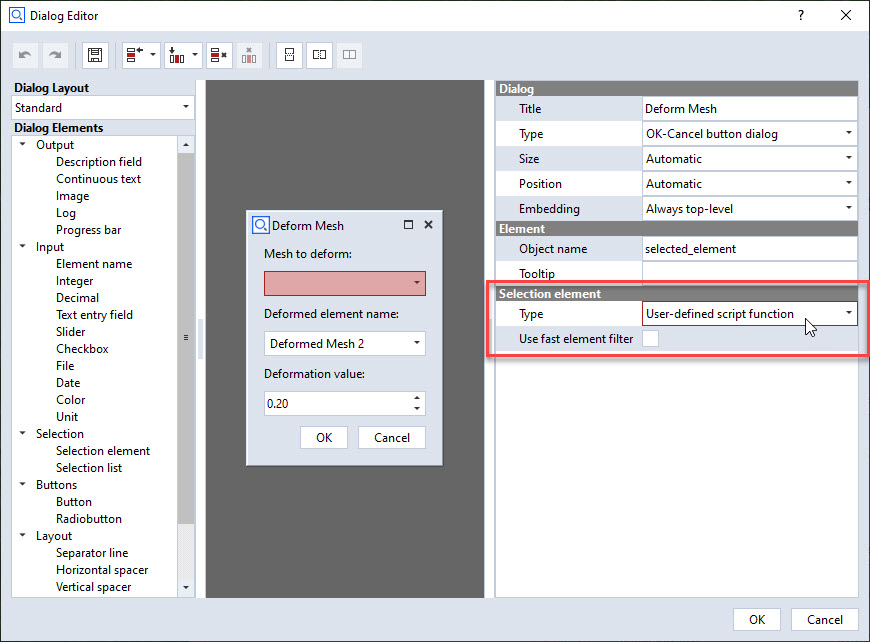 Dialog Editor
?
Dialog Layout
Standard
Dialog Elements
Output
Description field
Continuous text
Image
Log
Progress bar
Input
Element name
Integer
Decimal
Text entry field
Slider
Checkbox
File
Date
Color
Unit
Selection
Selection element
Selection list
Buttons
Button
Radiobutton
Layout
Separator line
Horizontal spacer
Vertical spacer
Deform Mesh
Mesh to deform:
Deformed element name:
Deformed Mesh 2
Deformation value:
0.20
OK Cancel
Dialog
Title Deform Mesh
Type OK-Cancel button dialog
Size Automatic
Position Automatic
Embedding Always top-level
Element
Object name selected_element
Tooltip
Selection element
Type User-defined script function
Use fast element filter
OK Cancel